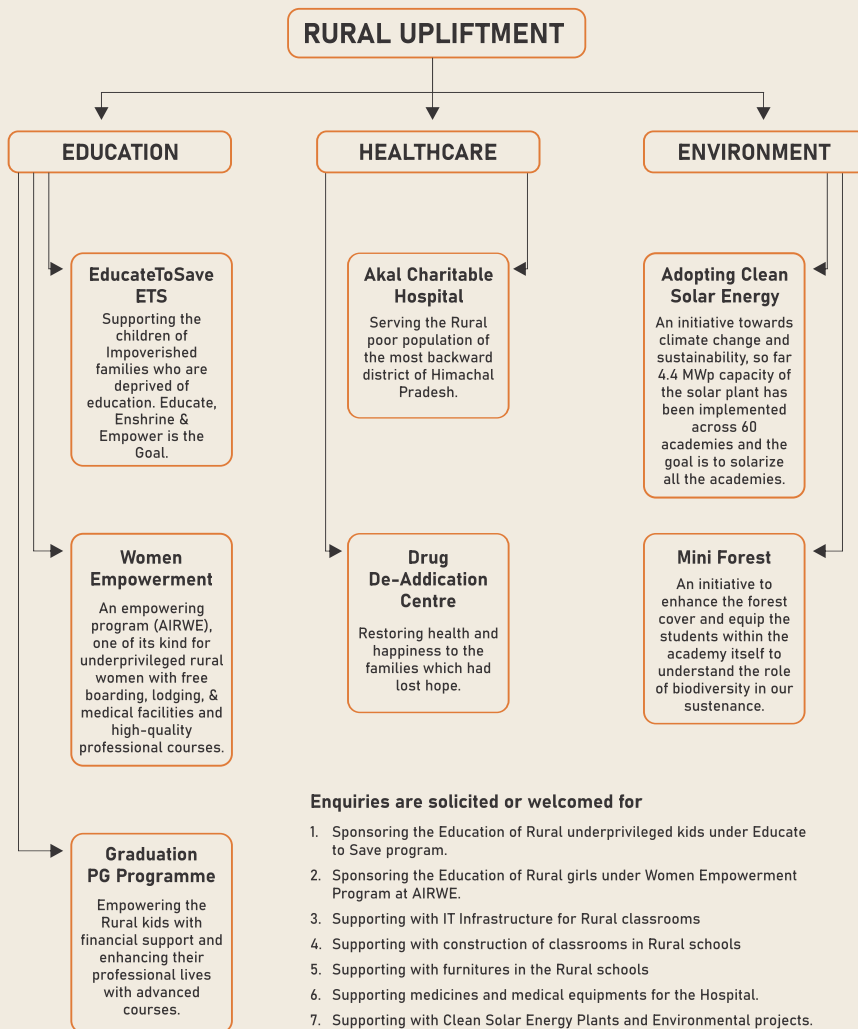 RURAL UPLIFTMENT
EDUCATION
HEALTHCARE
ENVIRONMENT
EducateToSave
ETS
Supporting the
children of
Impoverished
families who are
deprived of
education. Educate,
Enshrine &
Empower is the
Goal.
Akal Charitable
Hospital
Serving the Rural
poor population of
the most backward
district of Himachal
Pradesh.
Adopting Clean
Solar Energy
An initiative towards
climate change and
sustainability, so far
4.4 MWp capacity of
the solar plant has
been implemented
across 60
academies and the
goal is to solarize
all the academies.
Women
Empowerment
An empowering
program (AIRWE),
one of its kind for
underprivileged rural
women with free
boarding, lodging, &
medical facilities and
high-quality
professional courses.
Drug
De-Addication
Centre
Restoring health and
happiness to the
families which had
lost hope.
Mini Forest
An initiative to
enhance the forest
cover and equip the
students within the
academy itself to
understand the role
of biodiversity in our
sustenance.
Graduation
PG Programme
Empowering the
Rural kids with
financial support and
enhancing their
professional lives
with advanced
courses.
Enquiries are solicited or welcomed for
1. Sponsoring the Education of Rural underprivileged kids under Educate
to Save program.
2. Sponsoring the Education of Rural girls under Women Empowerment
Program at AIRWE.
3. Supporting with IT Infrastructure for Rural classrooms
4. Supporting with construction of classrooms in Rural schools
5. Supporting with furnitures in the Rural schools
6. Supporting medicines and medical equipments for the Hospital.
7. Supporting with Clean Solar Energy Plants and Environmental projects.